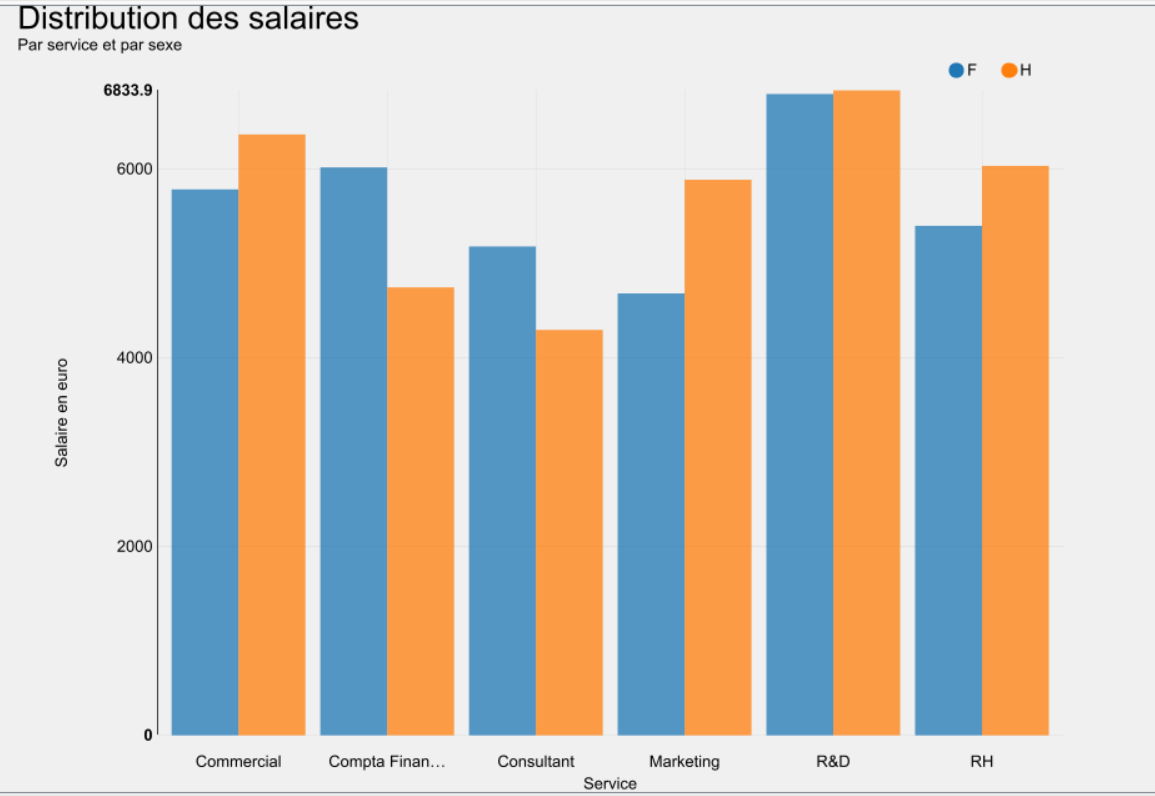 Distribution des salaires
Par service et par sexe
F H
6833.9
6000
4000
2000
0
Salaire en euro
Commercial Compta Finan… Consultant Marketing R&D RH
Service